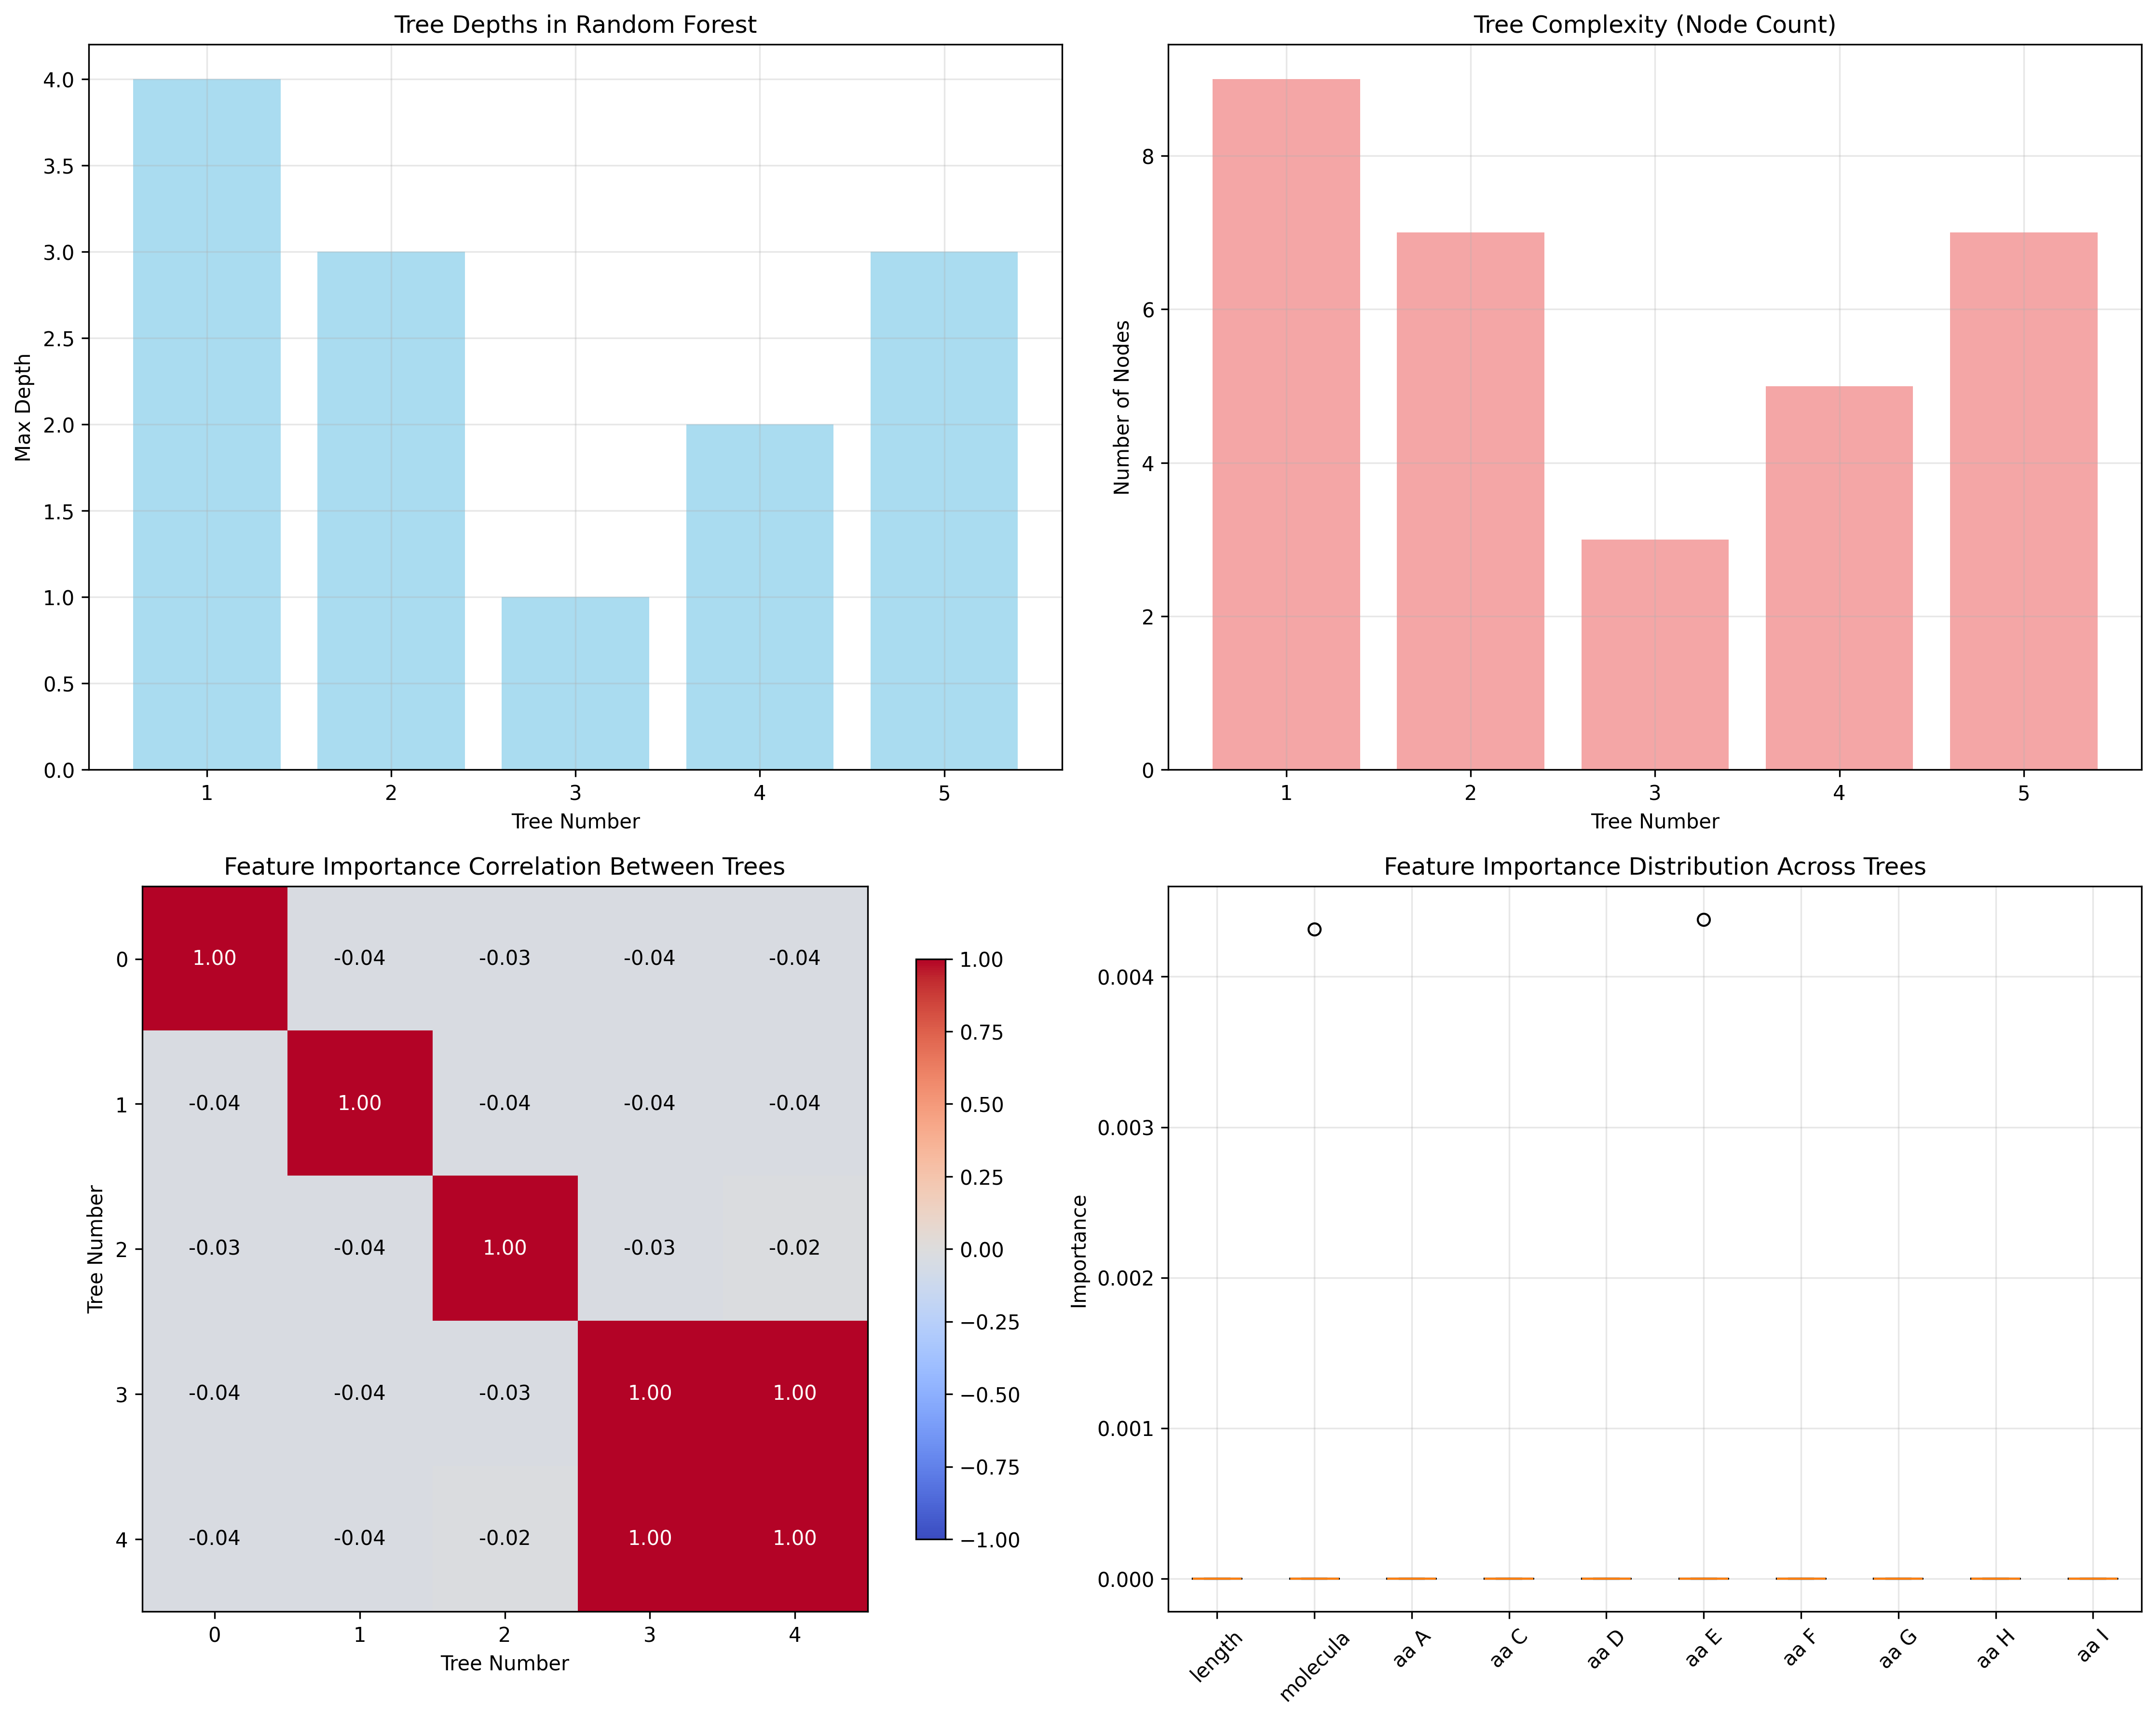 Tree Depths in Random Forest
Max Depth
4.0
3.5
3.0
2.5
2.0
1.5
1.0
0.5
0.0
1 2 3 4 5
Tree Number
Tree Complexity (Node Count)
Number of Nodes
8
6
4
2
0
1 2 3 4 5
Tree Number
Feature Importance Correlation Between Trees
Tree Number
0 1.00 -0.04 -0.03 -0.04 -0.04
1 -0.04 1.00 -0.04 -0.04 -0.04
2 -0.03 -0.04 1.00 -0.03 -0.02
3 -0.04 -0.04 -0.03 1.00 1.00
4 -0.04 -0.04 -0.02 1.00 1.00
0 1 2 3 4
Tree Number
1.00
0.75
0.50
0.25
0.00
−0.25
−0.50
−0.75
−1.00
Feature Importance Distribution Across Trees
Importance
0.004
0.003
0.002
0.001
0.000
length molecula aa A aa C aa D aa E aa F aa G aa H aa I